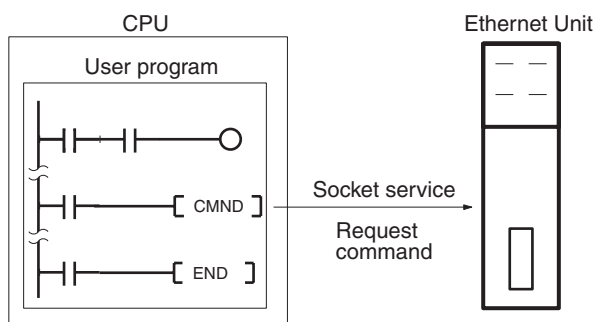 CPU
Ethernet Unit
User program
CMND
Socket service
Request
command
END